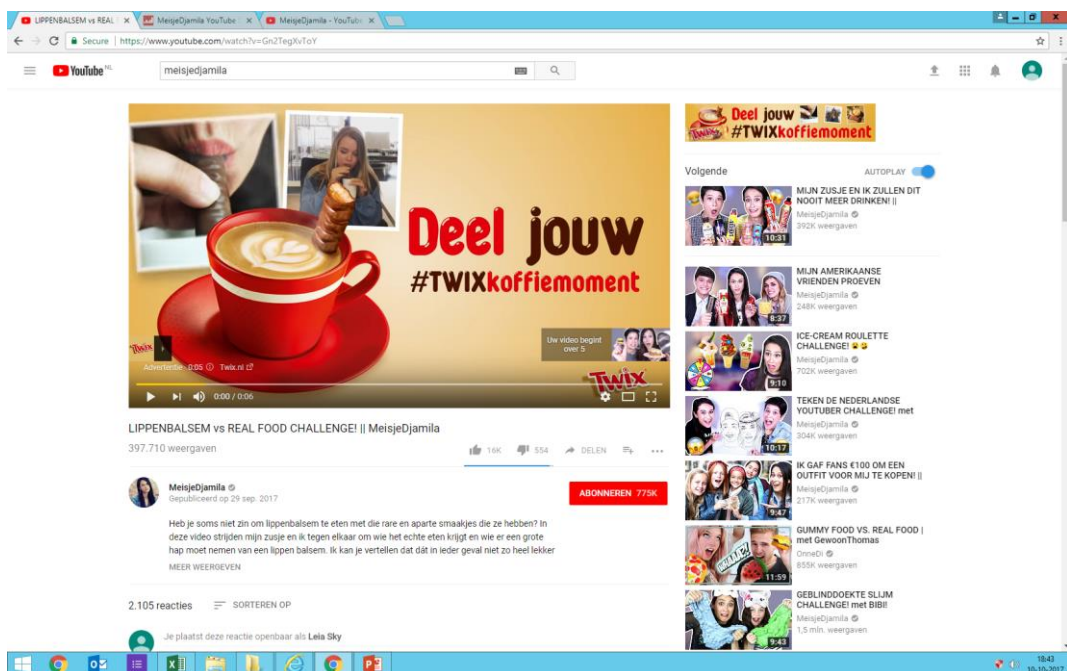 LIPPENBALSEM vs REAL F
MeisjeDjamila YouTube
MeisjeDjamila - YouTube
Secure
https://www.youtube.com/watch?v=Gn2TegXvToY
YouTube NL
meisjedjamila
Deel jouw
#TWIXkoffiemoment
Uw video begint
over 5
Twix
Advertentie · 0:05
Twix.nl
Twix
0:00 / 0:06
LIPPENBALSEM vs REAL FOOD CHALLENGE! || MeisjeDjamila
397.710 weergaven
16K
554
DELEN
MeisjeDjamila
Gepubliceerd op 29 sep. 2017
ABONNEREN 775K
Heb je soms niet zin om lippenbalsem te eten met die rare en aparte smaakjes die ze hebben? In
deze video strijden mijn zusje en ik tegen elkaar om wie het echte eten krijgt en wie er een grote
hap moet nemen van een lippen balsem. Ik kan je vertellen dat dát in ieder geval niet zo heel lekker
MEER WEERGEVEN
2.105 reacties
SORTEREN OP
Je plaatst deze reactie openbaar als Leia Sky
Deel jouw
Twix
#TWIXkoffiemoment
Volgende
AUTOPLAY
MIJN ZUSJE EN IK ZULLEN DIT
NOOIT MEER DRINKEN! ||
MeisjeDjamila
392K weergaven
10:31
MIJN AMERIKAANSE
VRIENDEN PROEVEN
MeisjeDjamila
248K weergaven
8:37
ICE-CREAM ROULETTE
CHALLENGE!
MeisjeDjamila
702K weergaven
9:10
TEKEN DE NEDERLANDSE
YOUTUBER CHALLENGE! met
MeisjeDjamila
304K weergaven
10:17
IK GAF FANS €100 OM EEN
OUTFIT VOOR MIJ TE KOPEN! ||
MeisjeDjamila
217K weergaven
9:47
GUMMY FOOD VS. REAL FOOD |
met GewoonThomas
OnneDi
855K weergaven
11:59
GEBLINDDOEKTE SLIJM
CHALLENGE! met BIBI!
MeisjeDjamila
1,5 mln. weergaven
9:43
18:43
10-10-2017